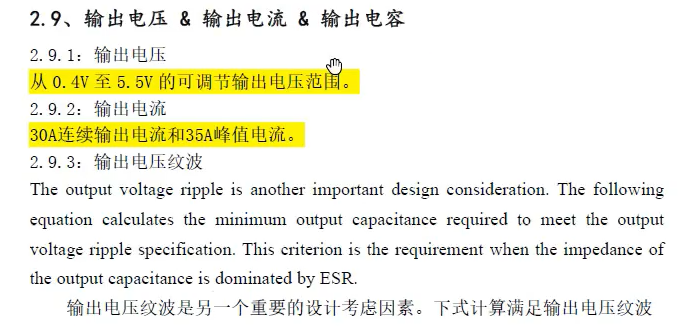 2.9、输出电压 & 输出电流 & 输出电容
2.9.1：输出电压
从 0.4V 至 5.5V 的可调节输出电压范围。
2.9.2：输出电流
30A连续输出电流和35A峰值电流。
2.9.3：输出电压纹波
The output voltage ripple is another important design consideration. The following
equation calculates the minimum output capacitance required to meet the output
voltage ripple specification. This criterion is the requirement when the impedance of
the output capacitance is dominated by ESR.
输出电压纹波是另一个重要的设计考虑因素。下式计算满足输出电压纹波